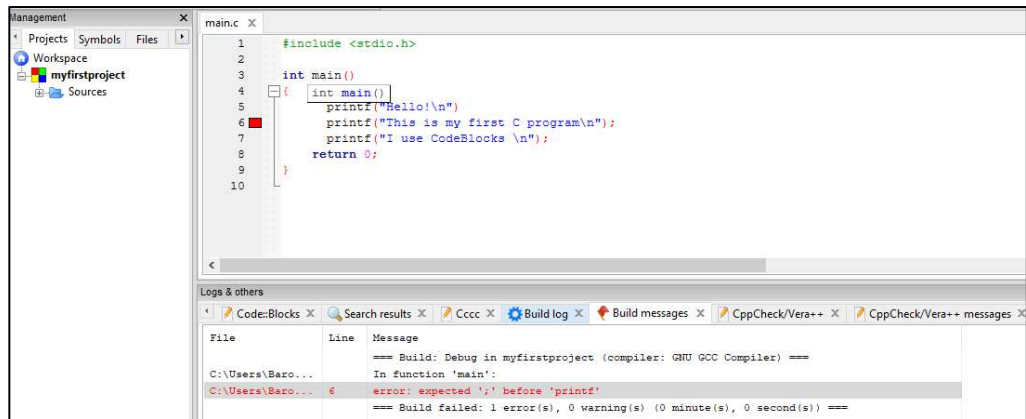 Management
Projects Symbols Files
Workspace
myfirstproject
Sources
main.c X
1 #include <stdio.h>
2
3 int main()
4 { int main()
5 printf("Hello!\n")
6 printf("This is my first C program\n");
7 printf("I use CodeBlocks \n");
8 return 0;
9 }
10
Logs & others
Code::Blocks X Search results X Cccc X Build log X Build messages X CppCheck/Vera++ X CppCheck/Vera++ messages X
File Line Message
=== Build: Debug in myfirstproject (compiler: GNU GCC Compiler) ===
C:\Users\Baro... In function 'main':
C:\Users\Baro... 6 error: expected ';' before 'printf'
=== Build failed: 1 error(s), 0 warning(s) (0 minute(s), 0 second(s)) ===